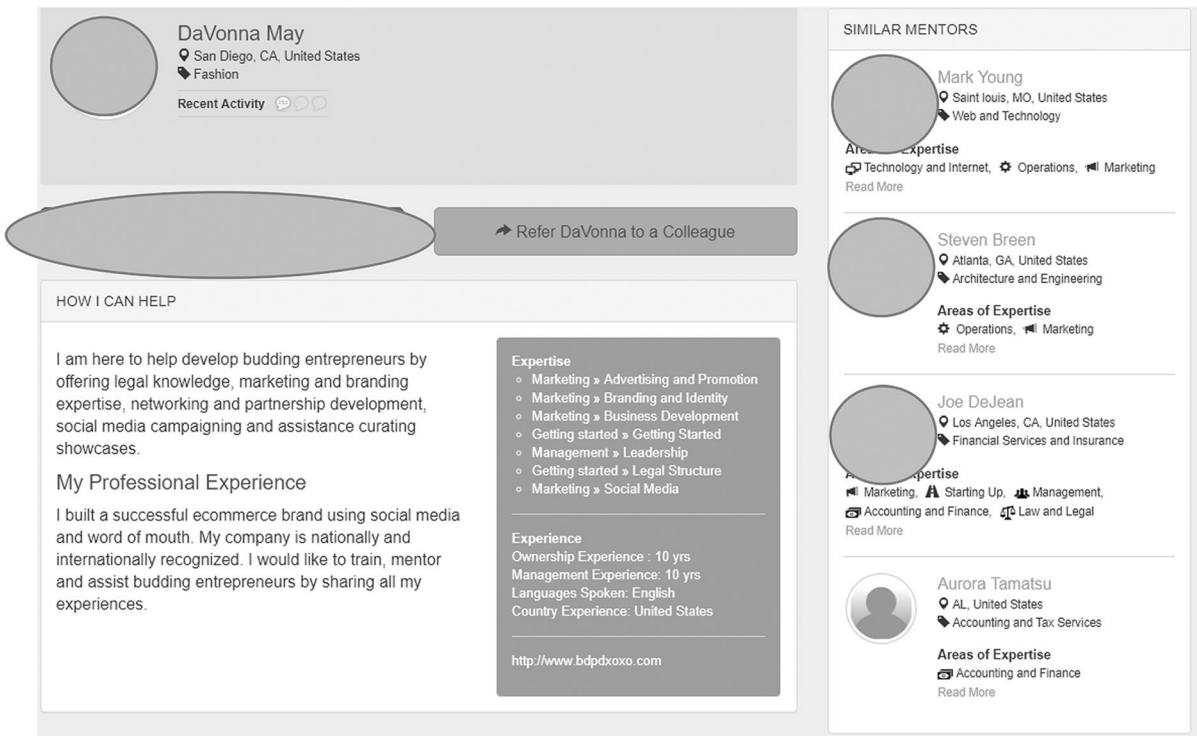 DaVonna May
San Diego, CA, United States
Fashion
Recent Activity
Refer DaVonna to a Colleague
HOW I CAN HELP
I am here to help develop budding entrepreneurs by
offering legal knowledge, marketing and branding
expertise, networking and partnership development,
social media campaigning and assistance curating
showcases.
My Professional Experience
I built a successful ecommerce brand using social media
and word of mouth. My company is nationally and
internationally recognized. I would like to train, mentor
and assist budding entrepreneurs by sharing all my
experiences.
Expertise
Marketing » Advertising and Promotion
Marketing » Branding and Identity
Marketing » Business Development
Getting started » Getting Started
Management » Leadership
Getting started » Legal Structure
Marketing » Social Media
Experience
Ownership Experience : 10 yrs
Management Experience: 10 yrs
Languages Spoken: English
Country Experience: United States
http://www.bdpdxoxo.com
SIMILAR MENTORS
Mark Young
Saint louis, MO, United States
Web and Technology
Expertise
Technology and Internet, Operations, Marketing
Read More
Steven Breen
Atlanta, GA, United States
Architecture and Engineering
Areas of Expertise
Operations, Marketing
Read More
Joe DeJean
Los Angeles, CA, United States
Financial Services and Insurance
Expertise
Marketing, Starting Up, Management,
Accounting and Finance, Law and Legal
Read More
Aurora Tamatsu
AL, United States
Accounting and Tax Services
Areas of Expertise
Accounting and Finance
Read More